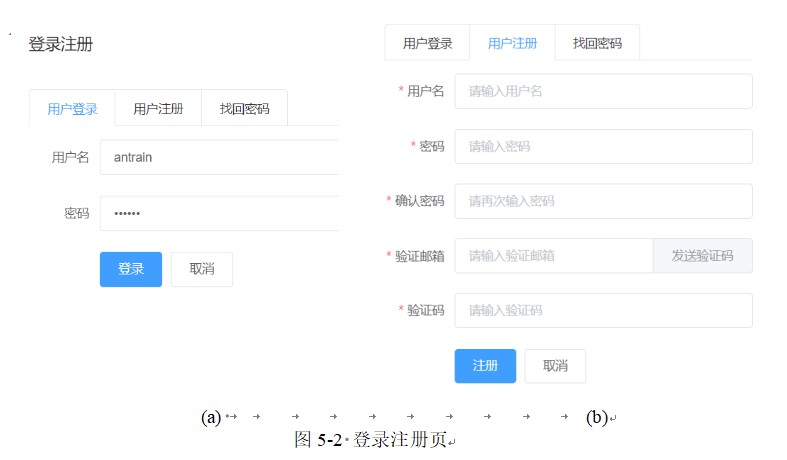 登录注册
用户登录 用户注册 找回密码
用户名 antrain
密码 ••••••
登录 取消
用户登录 用户注册 找回密码
* 用户名 请输入用户名
* 密码 请输入密码
* 确认密码 请再次输入密码
* 验证邮箱 请输入验证邮箱 发送验证码
* 验证码 请输入验证码
注册 取消
(a) (b)
图 5-2 登录注册页